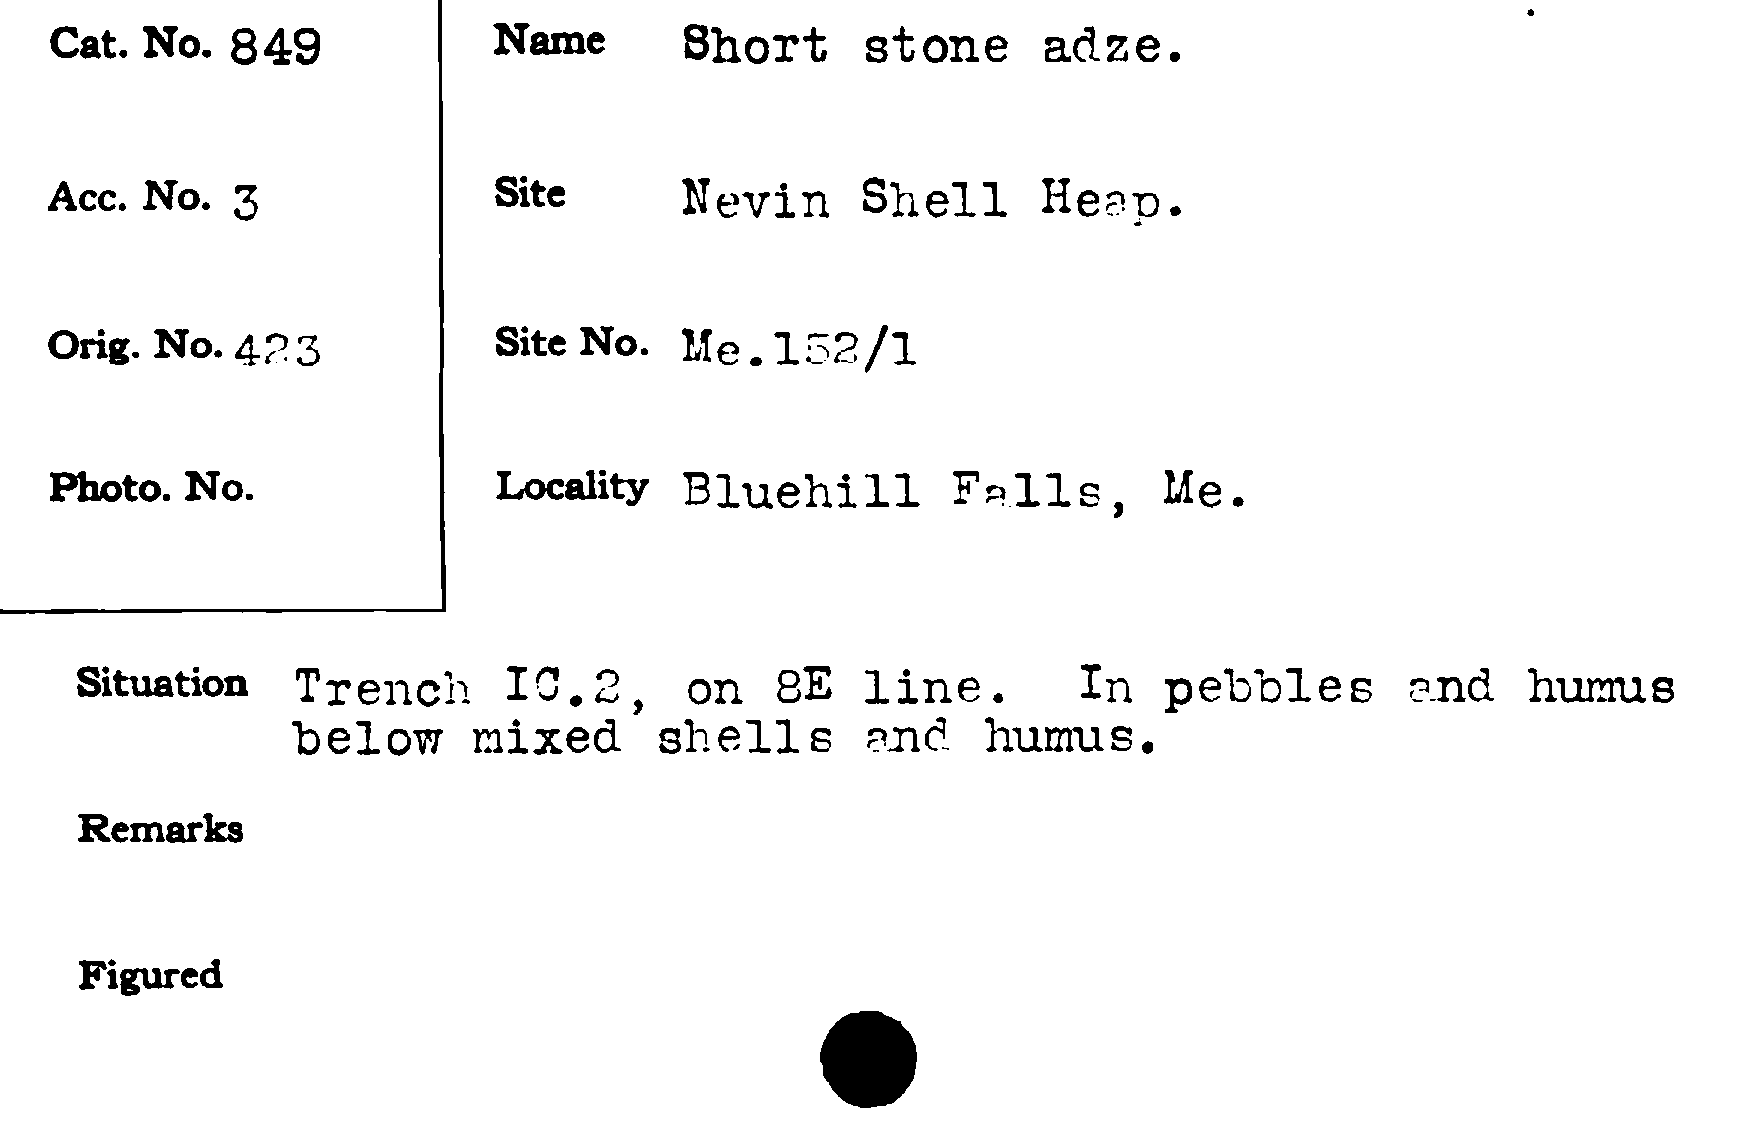 Cat. No. 849
Name Short stone adze.
Acc. No. 3
Site Nevin Shell Heap.
Orig. No. 423
Site No. Me.152/1
Photo. No.
Locality Bluehill Falls, Me.
Situation Trench IC.2, on 8E line. In pebbles and humus
below mixed shells and humus.
Remarks
Figured